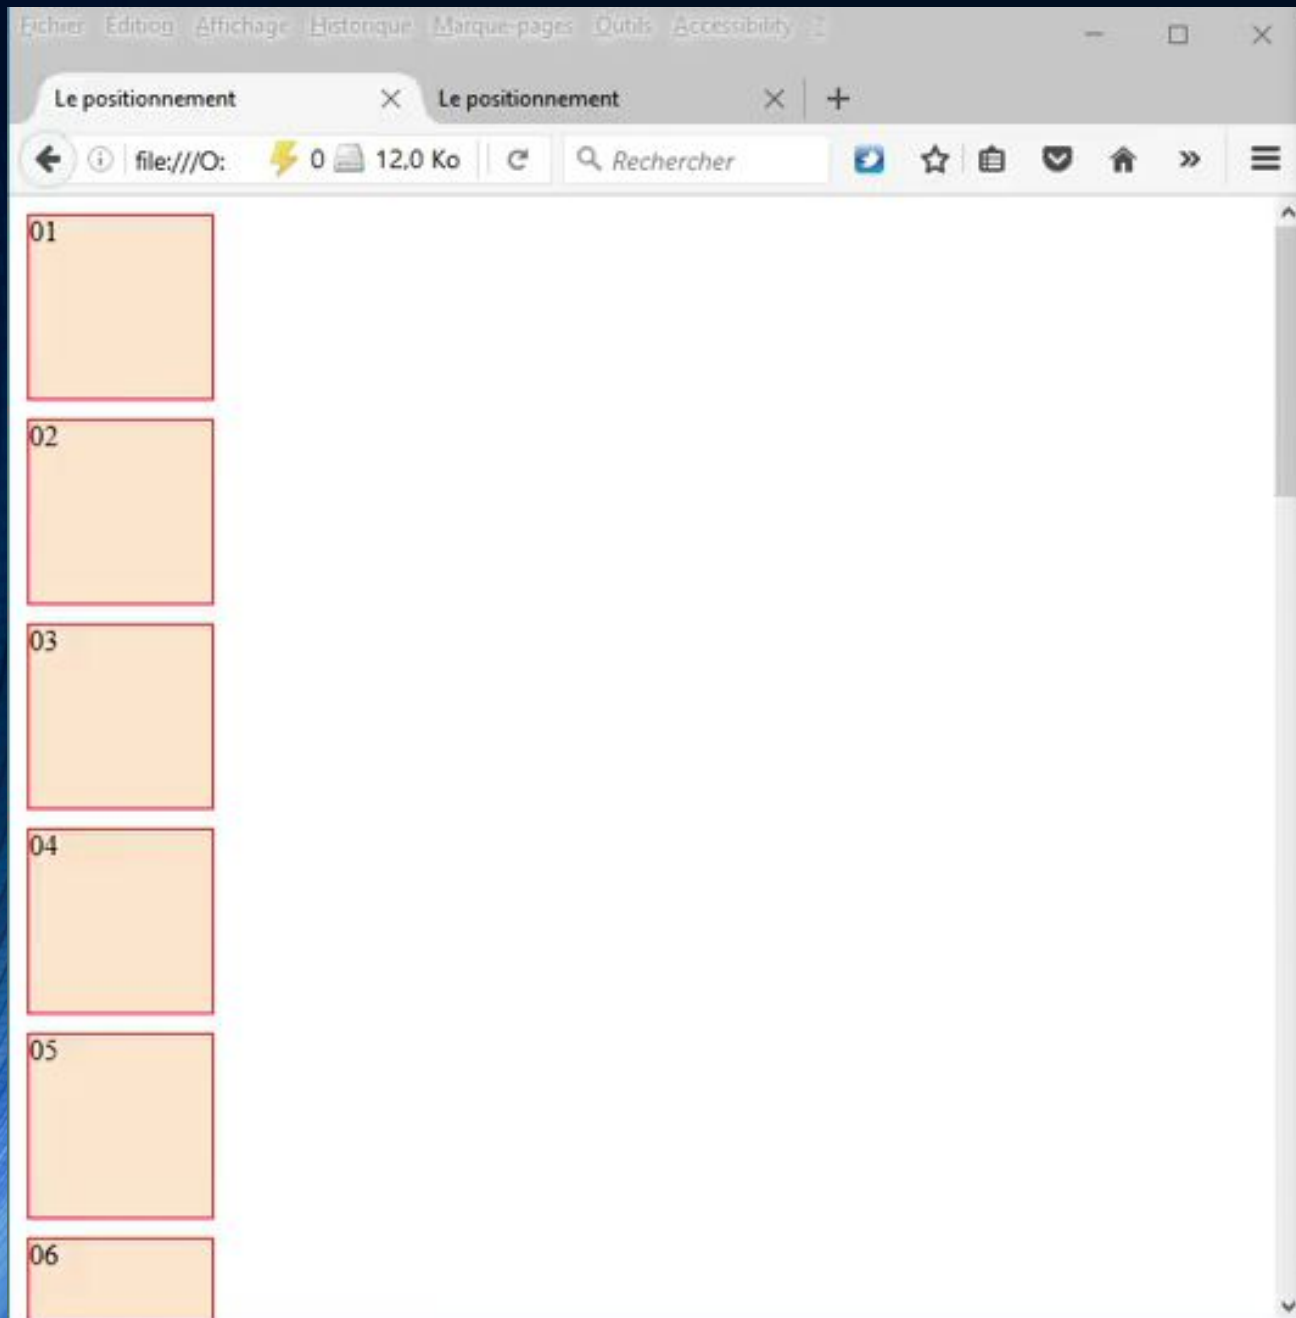 Fichier Édition Affichage Historique Marque-pages Outils Accessibility ?
Le positionnement Le positionnement
file:///O: 0 12,0 Ko Rechercher
01
02
03
04
05
06